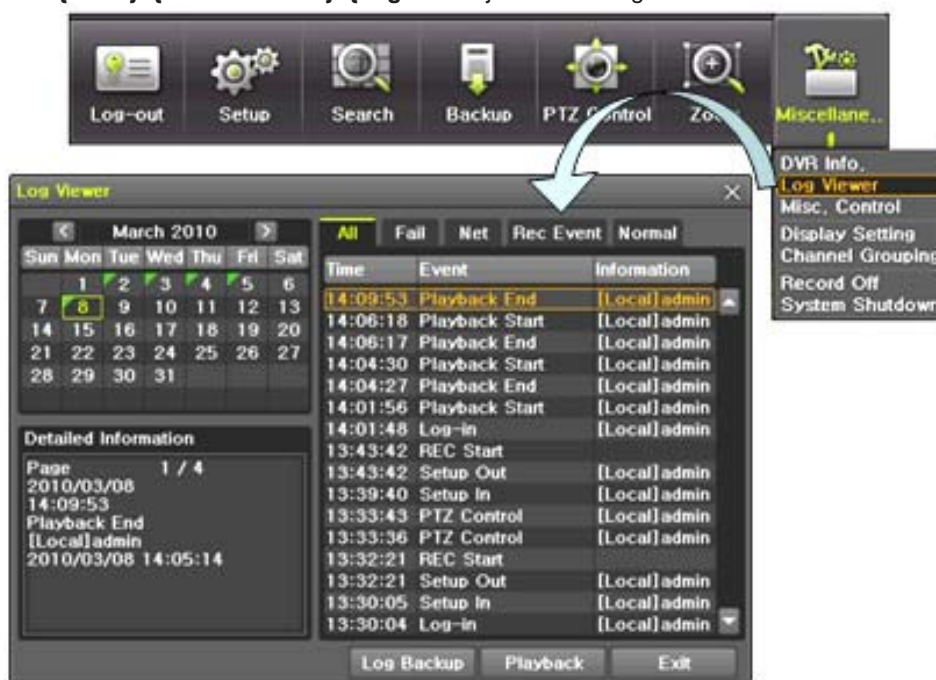 Log-out Setup Search Backup PTZ Control Miscellane..
DVR Info.
Log Viewer
Misc. Control
Display Setting
Channel Grouping
Record Off
System Shutdown
Log Viewer
March 2010
Sun Mon Tue Wed Thu Fri Sat
1 2 3 4 5 6
7 8 9 10 11 12 13
14 15 16 17 18 19 20
21 22 23 24 25 26 27
28 29 30 31
Detailed Information
Page 1 / 4
2010/03/08
14:09:53
Playback End
[Local]admin
2010/03/08 14:05:14
All Fail Net Rec Event Normal
Time Event Information
14:09:53 Playback End [Local]admin
14:06:18 Playback Start [Local]admin
14:06:17 Playback End [Local]admin
14:04:30 Playback Start [Local]admin
14:04:27 Playback End [Local]admin
14:01:56 Playback Start [Local]admin
14:01:48 Log-in [Local]admin
13:43:42 REC Start
13:43:42 Setup Out [Local]admin
13:39:40 Setup In [Local]admin
13:33:43 PTZ Control [Local]admin
13:33:36 PTZ Control [Local]admin
13:32:21 REC Start
13:32:21 Setup Out [Local]admin
13:30:05 Setup In [Local]admin
13:30:04 Log-in [Local]admin
Log Backup Playback Exit